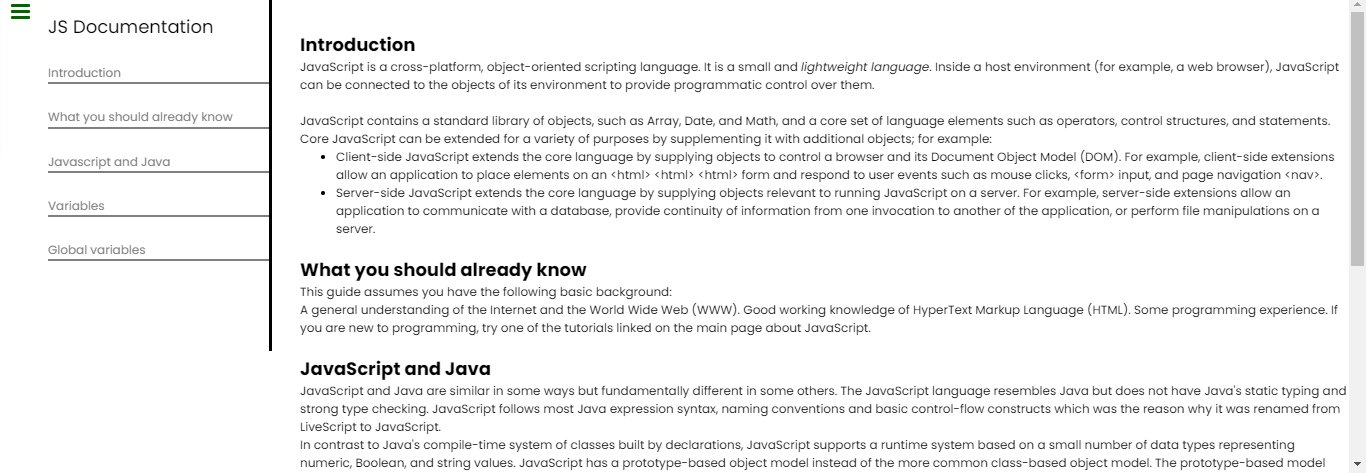 JS Documentation
Introduction
What you should already know
Javascript and Java
Variables
Global variables
Introduction
JavaScript is a cross-platform, object-oriented scripting language. It is a small and lightweight language. Inside a host environment (for example, a web browser), JavaScript
can be connected to the objects of its environment to provide programmatic control over them.
JavaScript contains a standard library of objects, such as Array, Date, and Math, and a core set of language elements such as operators, control structures, and statements.
Core JavaScript can be extended for a variety of purposes by supplementing it with additional objects; for example:
• Client-side JavaScript extends the core language by supplying objects to control a browser and its Document Object Model (DOM). For example, client-side extensions
allow an application to place elements on an <html> <html> <html> form and respond to user events such as mouse clicks, <form> input, and page navigation <nav>.
• Server-side JavaScript extends the core language by supplying objects relevant to running JavaScript on a server. For example, server-side extensions allow an
application to communicate with a database, provide continuity of information from one invocation to another of the application, or perform file manipulations on a
server.
What you should already know
This guide assumes you have the following basic background:
A general understanding of the Internet and the World Wide Web (WWW). Good working knowledge of HyperText Markup Language (HTML). Some programming experience. If
you are new to programming, try one of the tutorials linked on the main page about JavaScript.
JavaScript and Java
JavaScript and Java are similar in some ways but fundamentally different in some others. The JavaScript language resembles Java but does not have Java's static typing and
strong type checking. JavaScript follows most Java expression syntax, naming conventions and basic control-flow constructs which was the reason why it was renamed from
LiveScript to JavaScript.
In contrast to Java's compile-time system of classes built by declarations, JavaScript supports a runtime system based on a small number of data types representing
numeric, Boolean, and string values. JavaScript has a prototype-based object model instead of the more common class-based object model. The prototype-based model